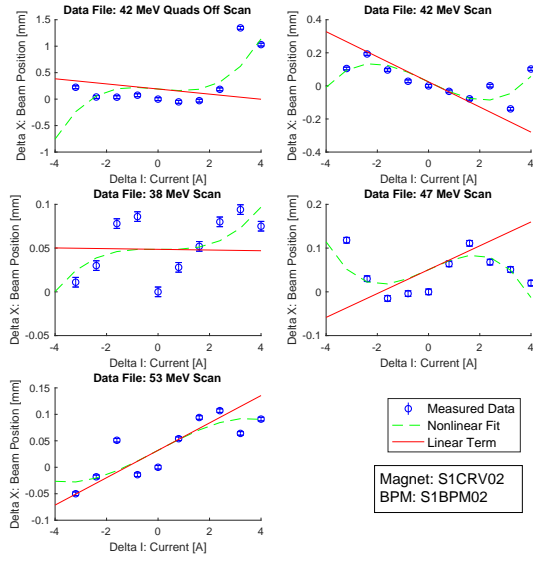 Data File: 42 MeV Quads Off Scan
Delta X: Beam Position [mm]
1.5
1
0.5
0
-0.5
-1
-4 -2 0 2 4
Delta I: Current [A]
Data File: 42 MeV Scan
Delta X: Beam Position [mm]
0.4
0.2
0
-0.2
-0.4
-4 -2 0 2 4
Delta I: Current [A]
Data File: 38 MeV Scan
Delta X: Beam Position [mm]
0.1
0.05
0
-0.05
-4 -2 0 2 4
Delta I: Current [A]
Data File: 47 MeV Scan
Delta X: Beam Position [mm]
0.2
0.1
0
-0.1
-4 -2 0 2 4
Delta I: Current [A]
Data File: 53 MeV Scan
Delta X: Beam Position [mm]
0.15
0.1
0.05
0
-0.05
-0.1
-4 -2 0 2 4
Delta I: Current [A]
Measured Data
Nonlinear Fit
Linear Term
Magnet: S1CRV02
BPM: S1BPM02